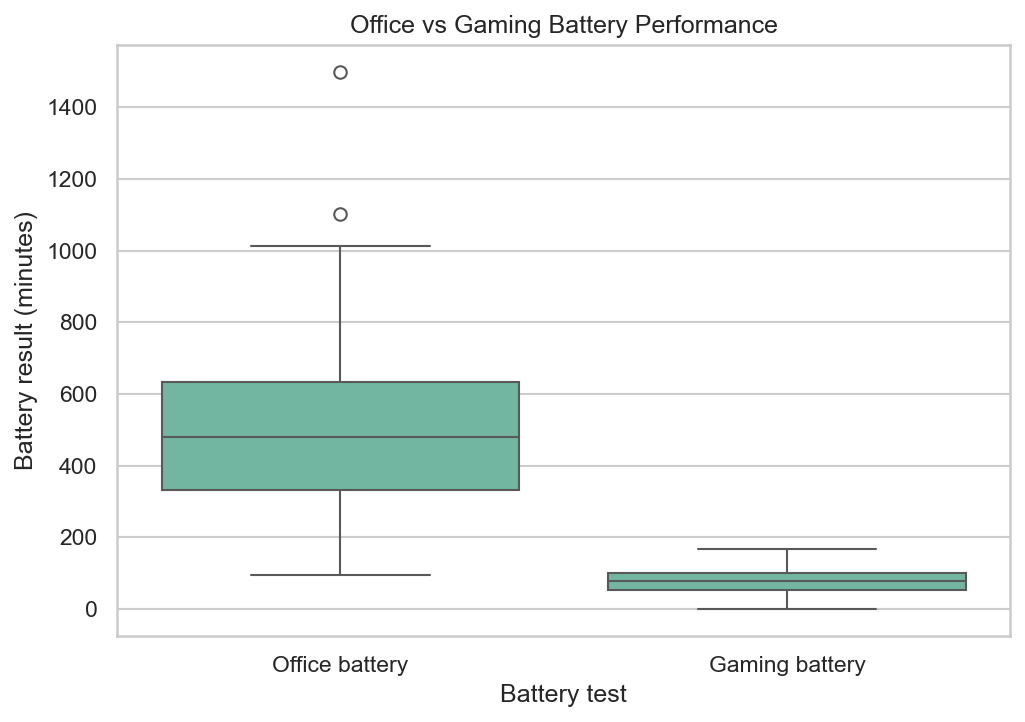 Office vs Gaming Battery Performance
Battery result (minutes)
1400
1200
1000
800
600
400
200
0
Office battery
Gaming battery
Battery test